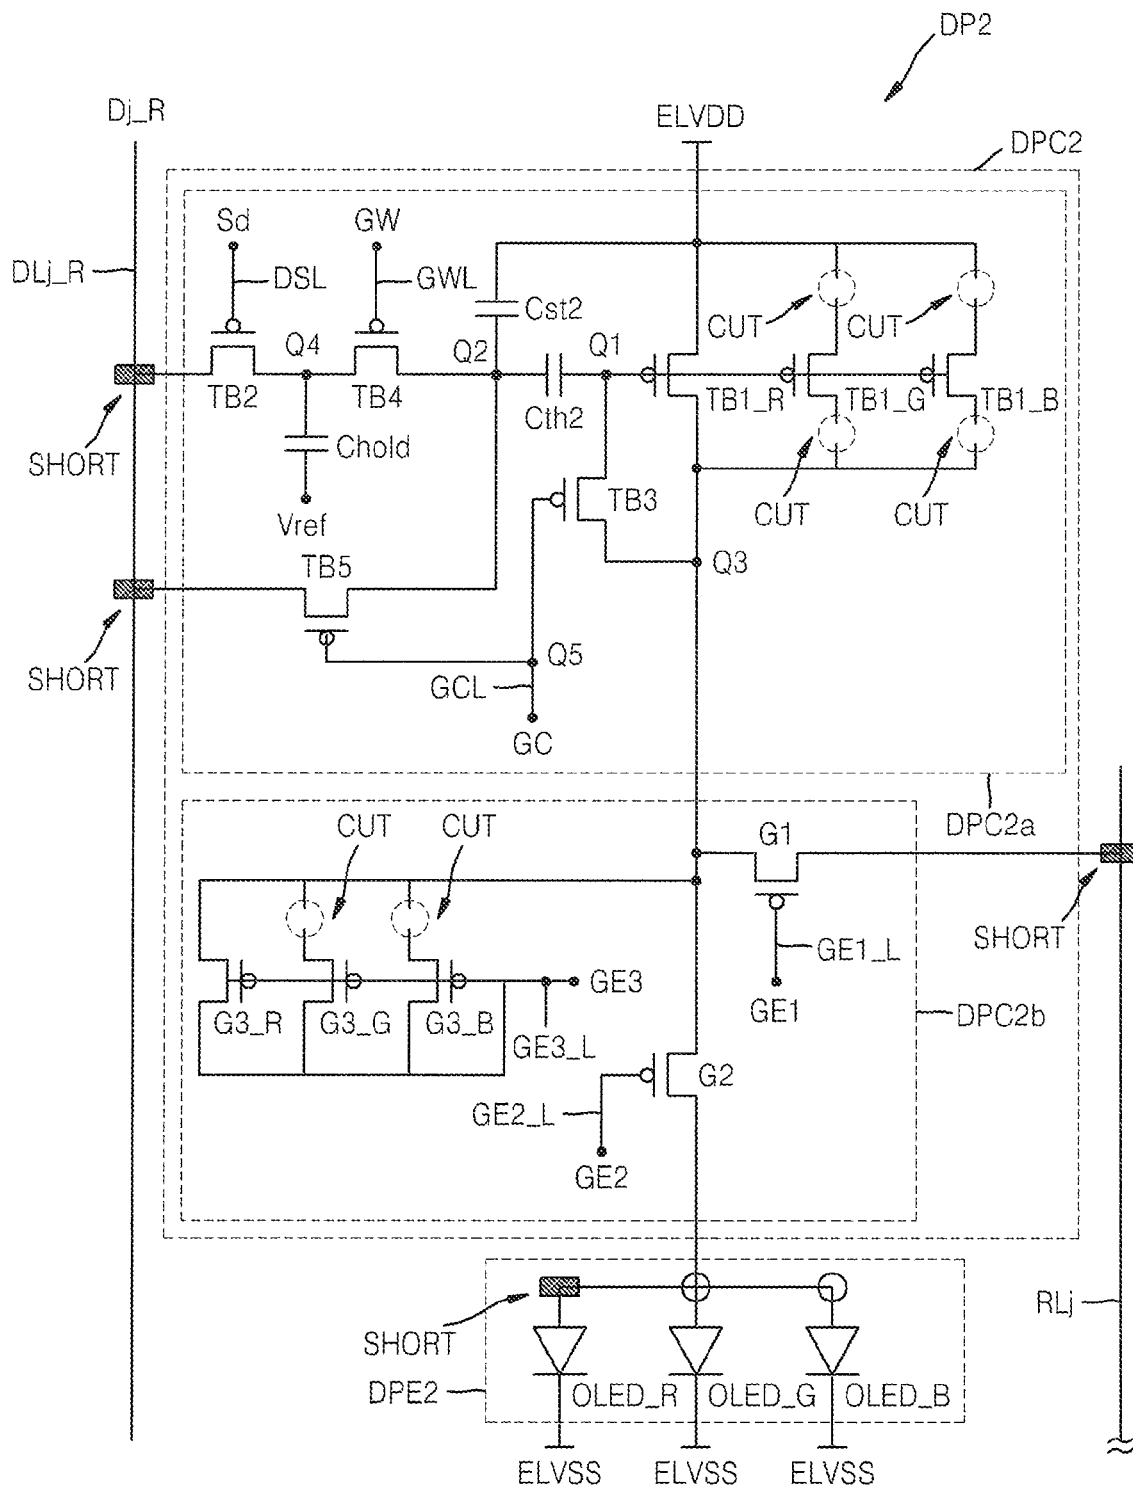 DP2
Dj_R
ELVDD
DPC2
Sd
GW
DLj_R
DSL
GWL
Cst2
CUT
CUT
Q4
Q2
Q1
TB2
TB4
Cth2
TB1_R
TB1_G
TB1_B
SHORT
Chold
TB3
CUT
CUT
Vref
TB5
Q3
SHORT
Q5
GCL
GC
DPC2a
CUT
CUT
G1
SHORT
GE1_L
GE3
GE1
DPC2b
G3_R
G3_G
G3_B
GE3_L
G2
GE2_L
GE2
RLj
SHORT
DPE2
OLED_R
OLED_G
OLED_B
ELVSS
ELVSS
ELVSS